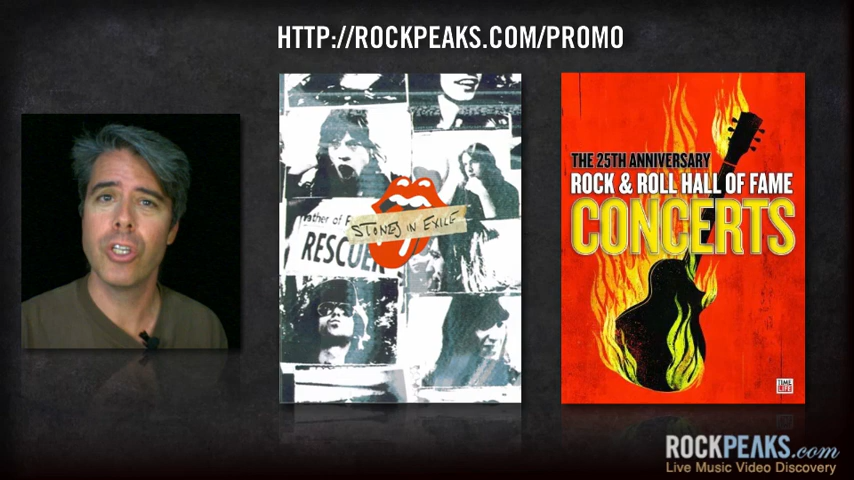 HTTP://ROCKPEAKS.COM/PROMO
STONES IN EXILE
RESCUE
THE 25TH ANNIVERSARY
ROCK & ROLL HALL OF FAME
CONCERTS
TIME
LIFE
ROCKPEAKS.com
Live Music Video Discovery